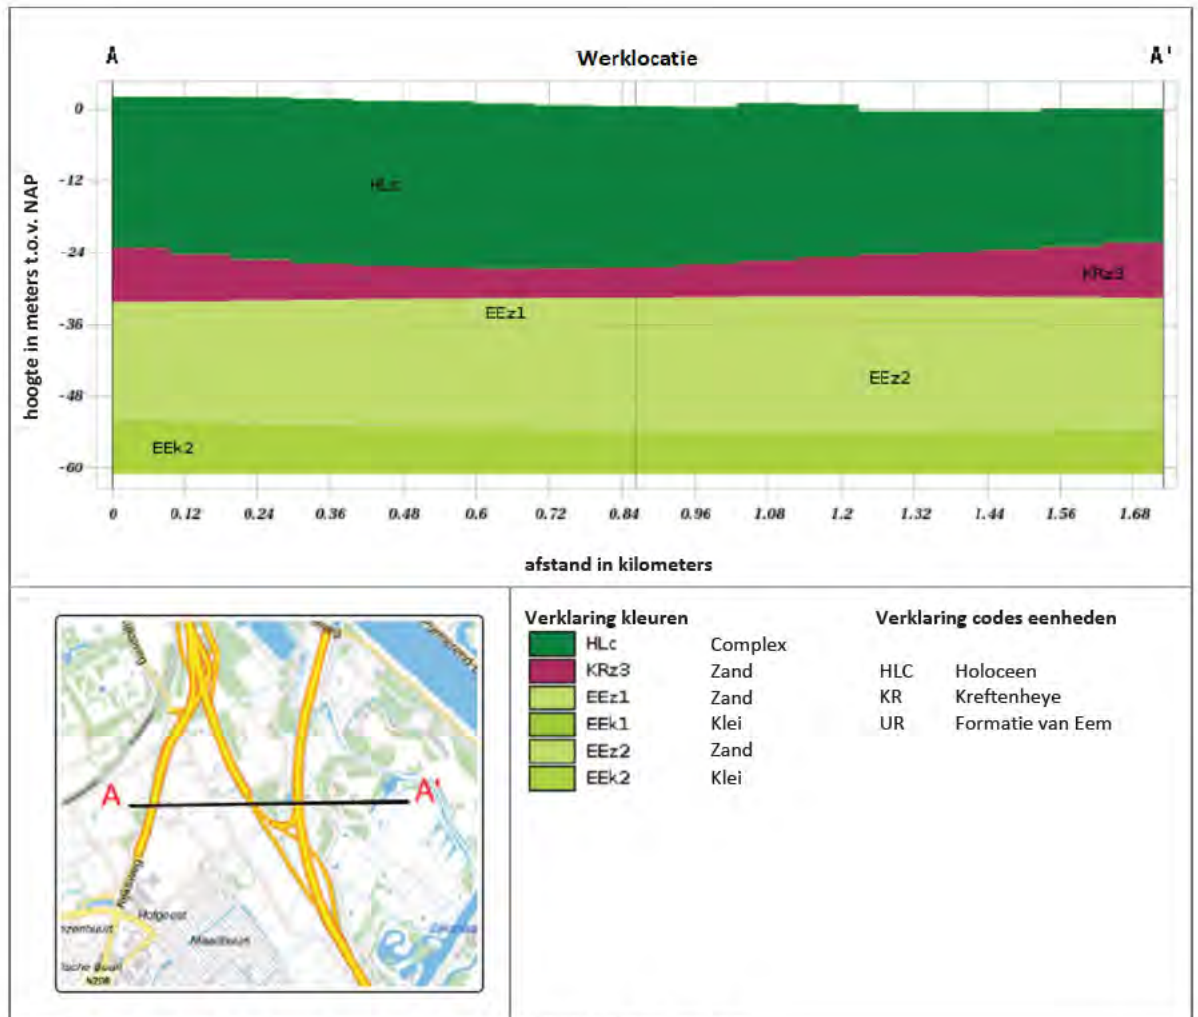 A Werklocatie A'
hoogte in meters t.o.v. NAP
0
-12
-24
-36
-48
-60
HLc
KRz3
EEz1
EEz2
EEk2
0 0.12 0.24 0.36 0.48 0.6 0.72 0.84 0.96 1.08 1.2 1.32 1.44 1.56 1.68
afstand in kilometers
A A'
Rijksweg
Hofgeest
N208
Verklaring kleuren
HLc Complex
KRz3 Zand
EEz1 Zand
EEk1 Klei
EEz2 Zand
EEk2 Klei
Verklaring codes eenheden
HLC Holoceen
KR Kreftenheye
UR Formatie van Eem